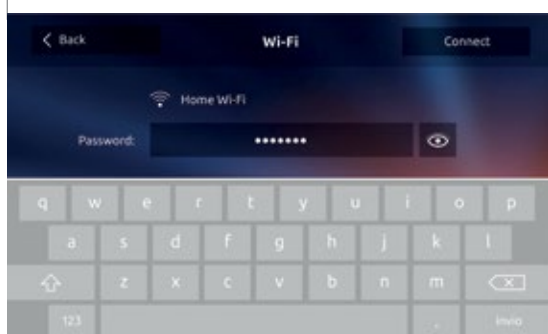 Back Wi-Fi Connect
Home Wi-Fi
Password: •••••••
q w e r t y u i o p
a s d f g h j k l
z x c v b n m
123 . invio